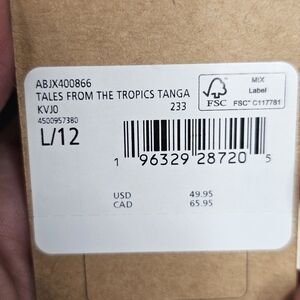 ABJX400866
TALES FROM THE TROPICS TANGA
KVJ0 233
4500957380
L/12
FSC
MIX
Label
FSC® C117781
1 96329 28720 5
USD 49.95
CAD 65.95